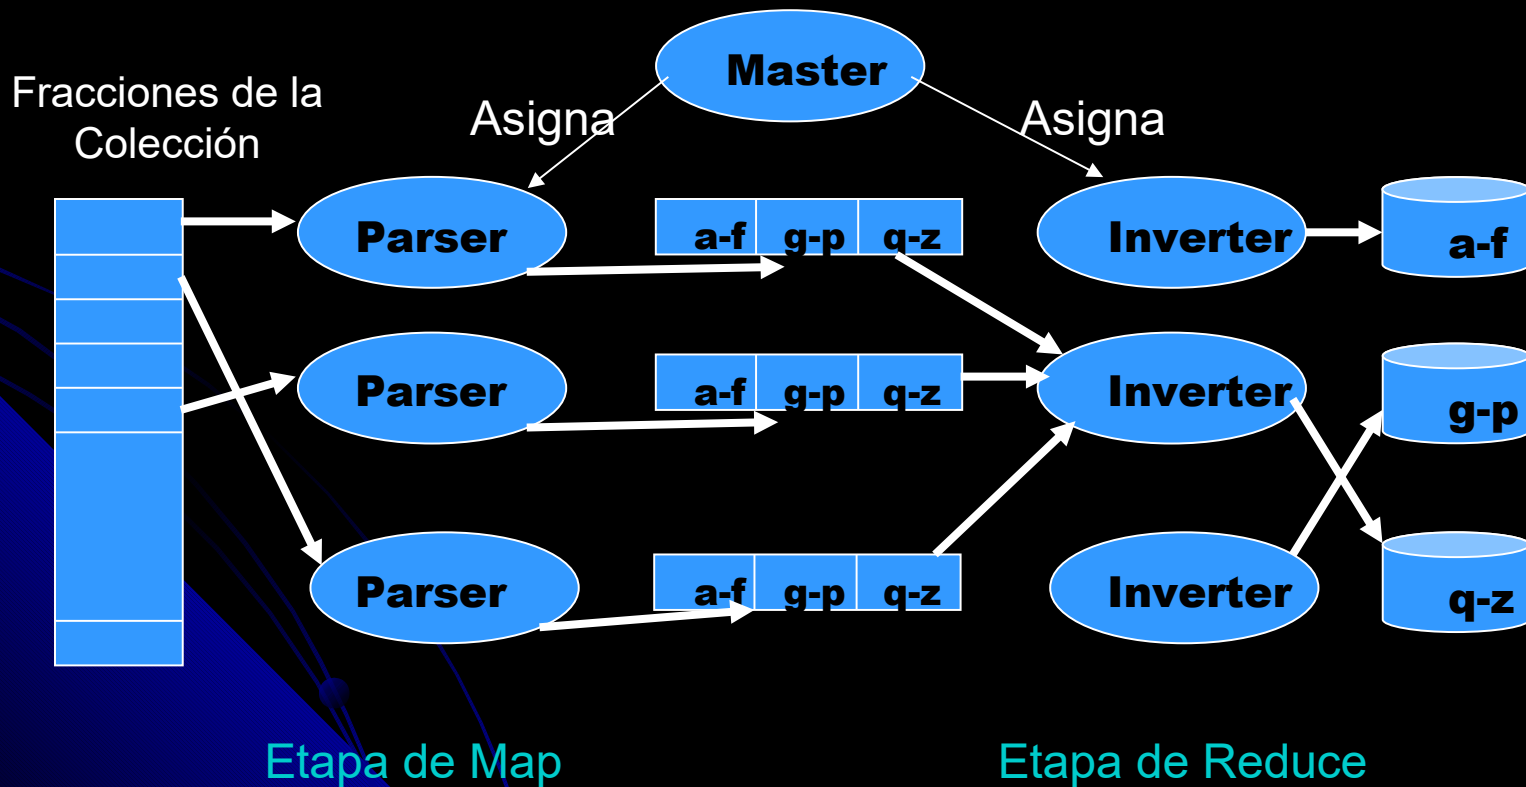 Master
Fracciones de la
Colección
Asigna
Asigna
Parser
a-f g-p q-z
Inverter
a-f
Parser
a-f g-p q-z
Inverter
g-p
Parser
a-f g-p q-z
Inverter
q-z
Etapa de Map
Etapa de Reduce